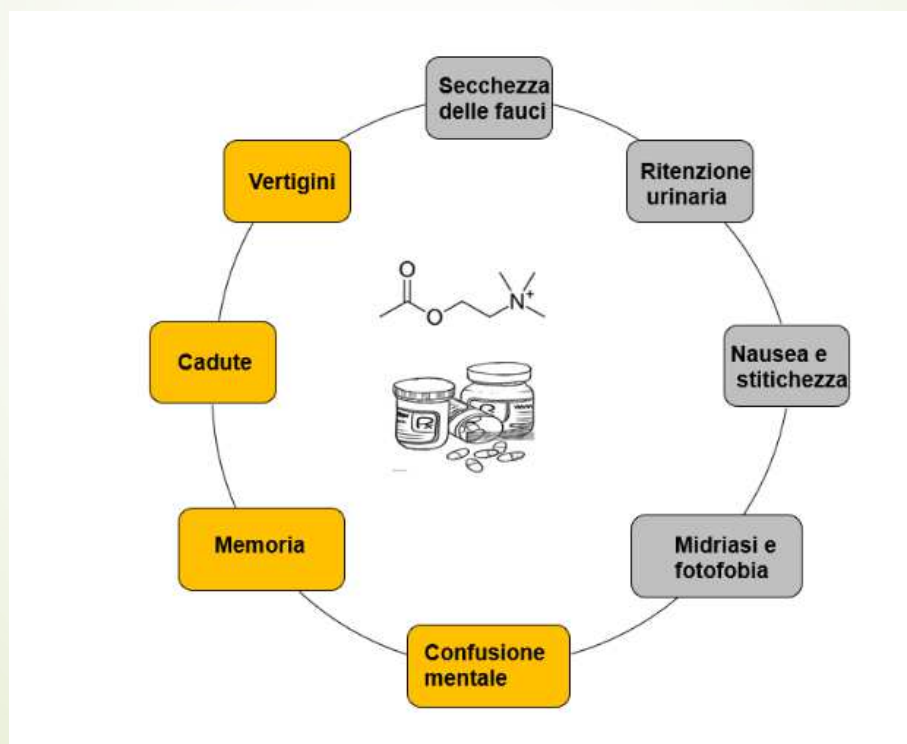 Secchezza
delle fauci
Vertigini
Ritenzione
urinaria
O
O
N+
Cadute
Nausea e
stitichezza
Memoria
Midriasi e
fotofobia
Confusione
mentale